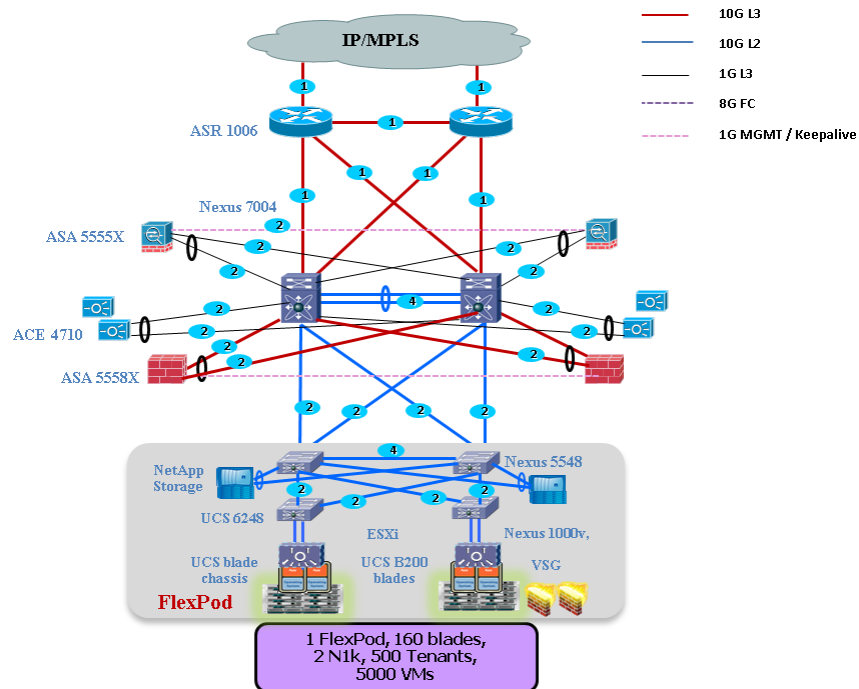 IP/MPLS
10G L3
10G L2
1G L3
8G FC
1G MGMT / Keepalive
1
1
ASR 1006
1
1
1
1
1
Nexus 7004
2
ASA 5555X
2
2
2
2
4
ACE 4710
2
2
2
2
ASA 5558X
2
2
2
2
2
2
4
NetApp
Storage
Nexus 5548
2
2
2
2
UCS 6248
ESXi
Nexus 1000v,
UCS blade
chassis
UCS B200
blades
VSG
FlexPod
1 FlexPod, 160 blades,
2 N1k, 500 Tenants,
5000 VMs